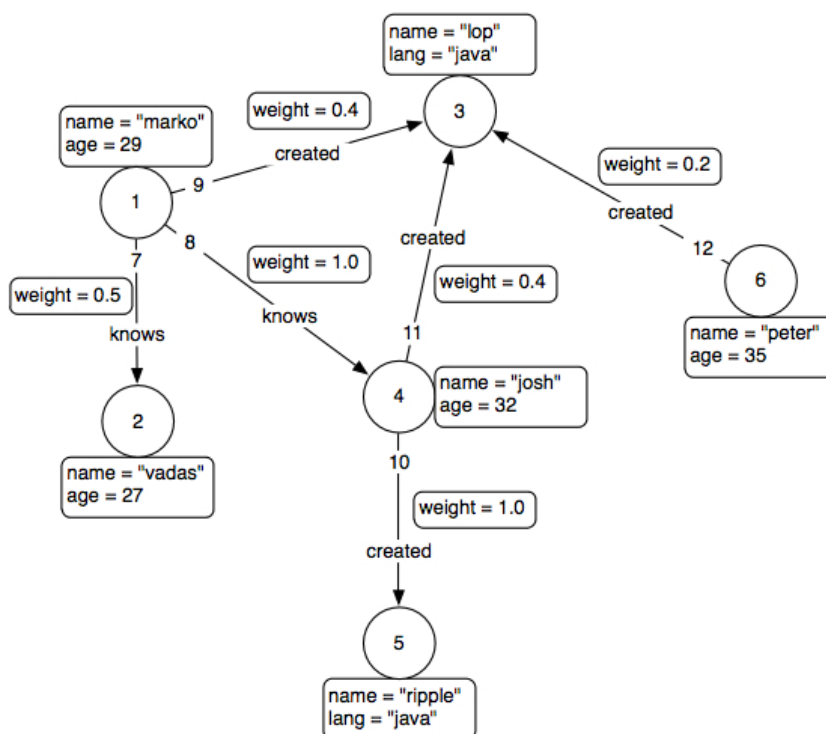 name = "lop"
lang = "java"
weight = 0.4
3
name = "marko"
age = 29
created
9
weight = 0.2
1
created
8
created
12
7
weight = 1.0
6
weight = 0.5
weight = 0.4
knows
knows
11
name = "peter"
age = 35
4
name = "josh"
age = 32
2
10
name = "vadas"
age = 27
weight = 1.0
created
5
name = "ripple"
lang = "java"